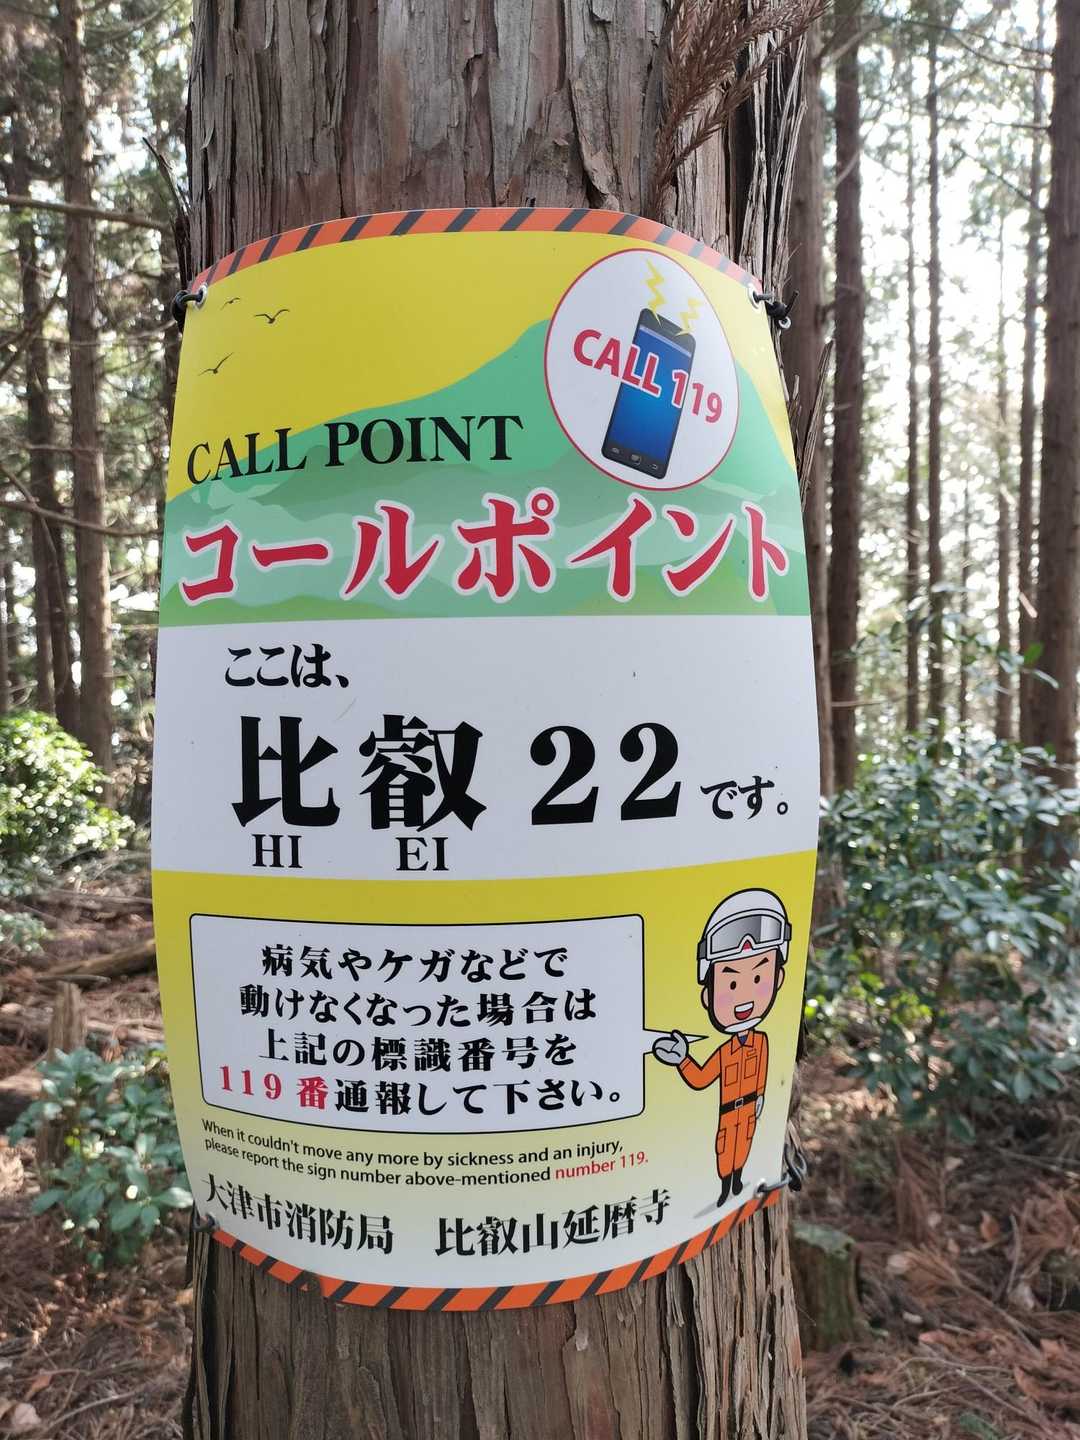 CALL 119
CALL POINT
コールポイント
ここは、
比叡 22 です。
HI EI
病気やケガなどで
動けなくなった場合は
上記の標識番号を
119番通報して下さい。
When it couldn't move any more by sickness and an injury,
please report the sign number above-mentioned number 119.
大津市消防局 比叡山延暦寺